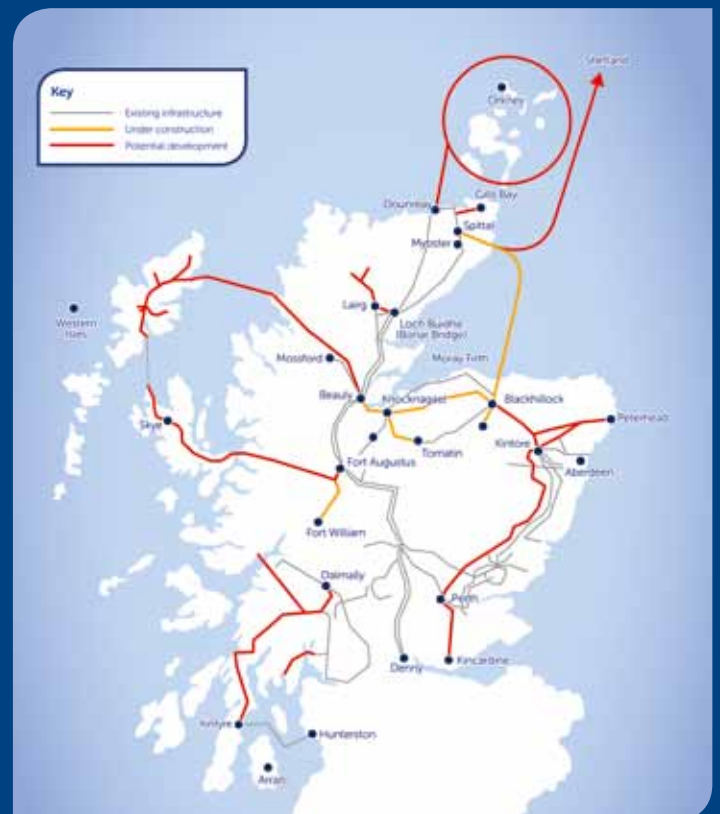 Key
Existing infrastructure
Under construction
Potential development
Shetland
Orkney
Dounreay
Gills Bay
Spittal
Mybster
Lairg
Loch Buidhe
(Bonar Bridge)
Western
Isles
Mossford
Moray Firth
Beauly
Knocknagael
Blackhillock
Peterhead
Skye
Kintore
Tomatin
Aberdeen
Fort Augustus
Fort William
Dalmally
Perth
Denny
Kincardine
Kintyre
Hunterston
Arran